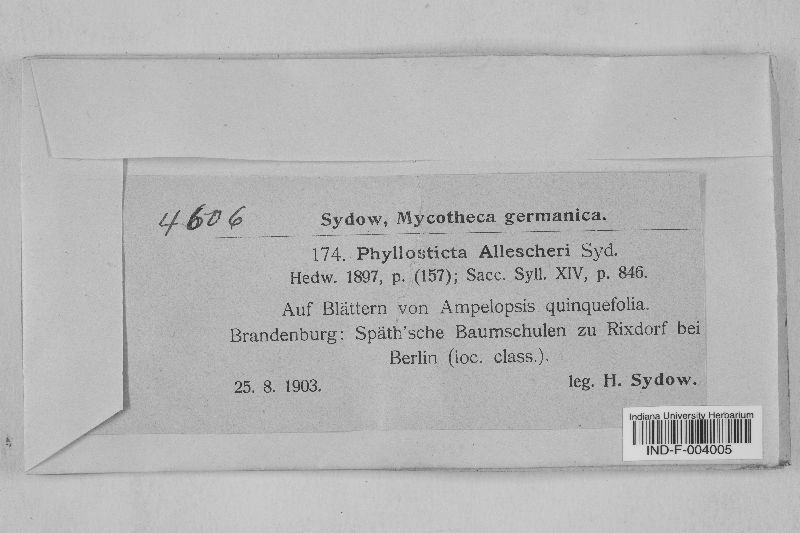 4606
Sydow, Mycotheca germanica.
174. Phyllosticta Allescheri Syd.
Hedw. 1897, p. (157); Sacc. Syll. XIV, p. 846.
Auf Blättern von Ampelopsis quinquefolia.
Brandenburg: Späth'sche Baumschulen zu Rixdorf bei
Berlin (loc. class.).
25. 8. 1903. leg. H. Sydow.
Indiana University Herbarium
IND-F-004005